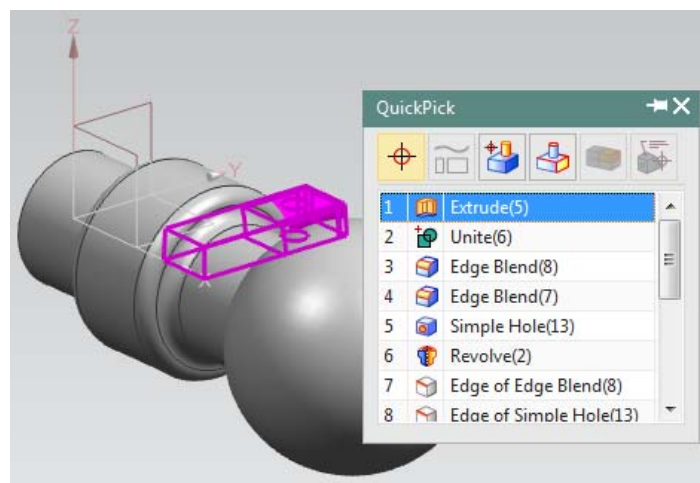 Z
Y
X
QuickPick
1 Extrude(5)
2 Unite(6)
3 Edge Blend(8)
4 Edge Blend(7)
5 Simple Hole(13)
6 Revolve(2)
7 Edge of Edge Blend(8)
8 Edge of Simple Hole(13)